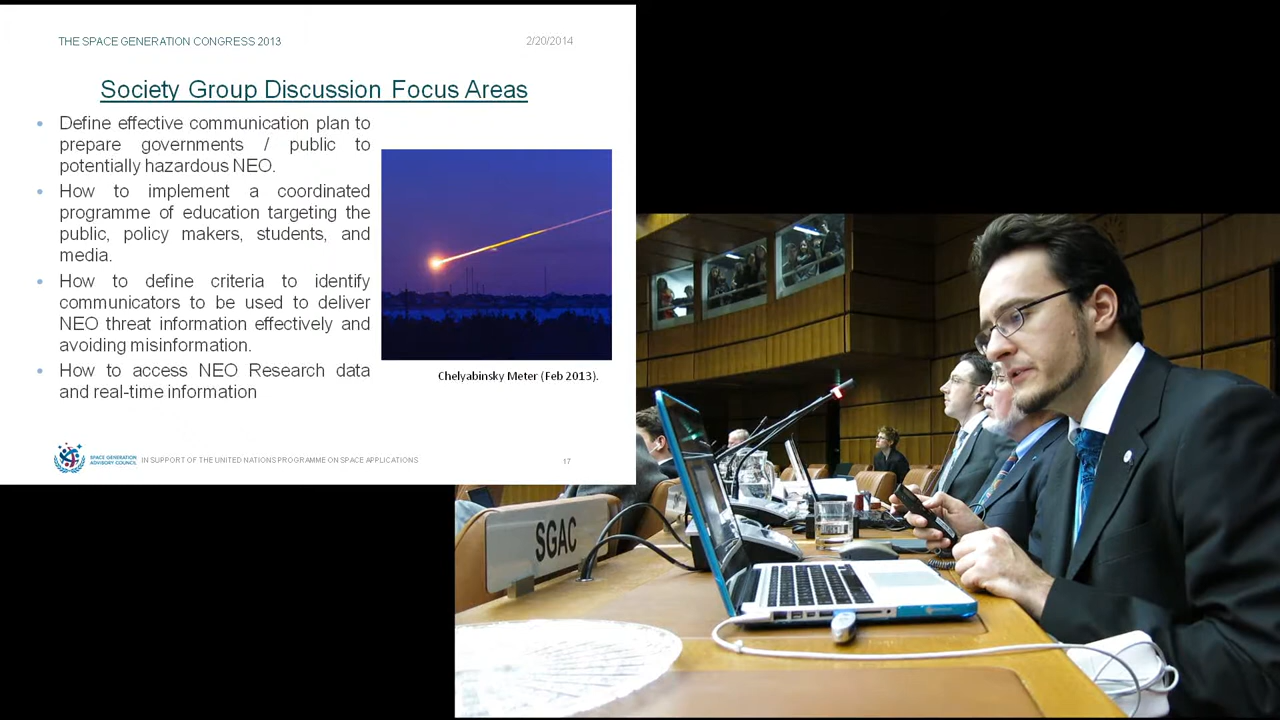 THE SPACE GENERATION CONGRESS 2013
2/20/2014
Society Group Discussion Focus Areas
Define effective communication plan to
prepare governments / public to
potentially hazardous NEO.
How to implement a coordinated
programme of education targeting the
public, policy makers, students, and
media.
How to define criteria to identify
communicators to be used to deliver
NEO threat information effectively and
avoiding misinformation.
How to access NEO Research data
and real-time information
Chelyabinsky Meter (Feb 2013).
SPACE GENERATION
ADVISORY COUNCIL
IN SUPPORT OF THE UNITED NATIONS PROGRAMME ON SPACE APPLICATIONS
17
SGAC